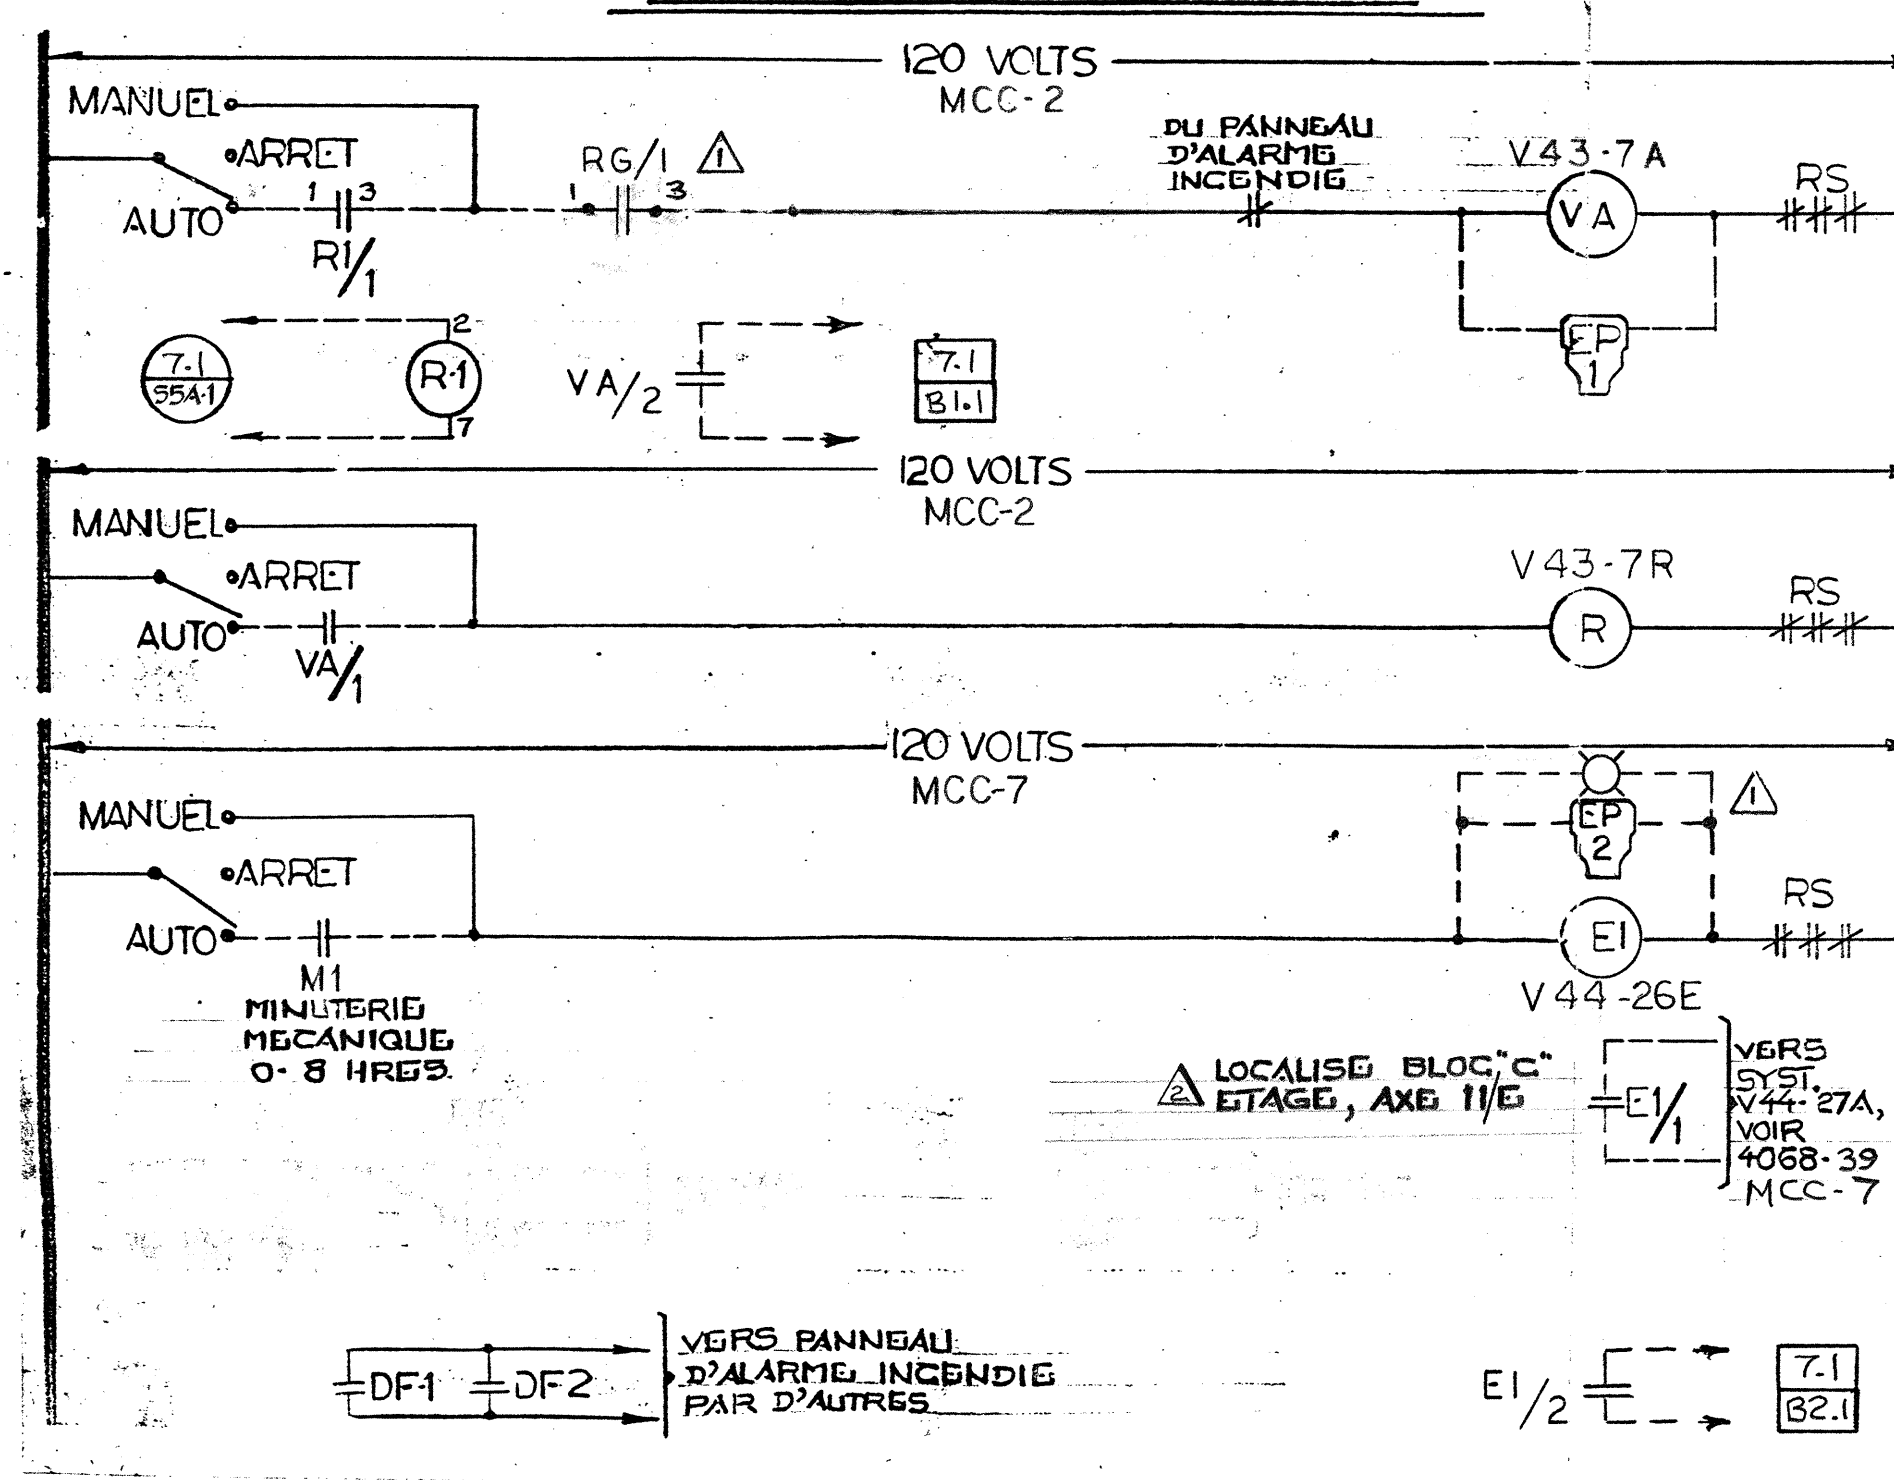 120 VOLTS
MCC-2
MANUEL
ARRET
AUTO
1 3
R1/1
RG/1 1
1 3
DU PANNEAU
D'ALARME
INCENDIE
V43-7A
VA
RS
EP
1
7.1
S5A-1
2
R-1
7
VA/2
7.1
B1.1
120 VOLTS
MCC-2
MANUEL
ARRET
AUTO
VA/1
V43-7R
R
RS
120 VOLTS
MCC-7
MANUEL
ARRET
AUTO
M1
MINUTERIE
MECANIQUE
0-8 HRES.
EP
2
1
E1
RS
V44-26E
2 LOCALISE BLOC "C"
ETAGE, AXE 11/E
E1/1
VERS
SYST.
V44-27A,
VOIR
4068-39
MCC-7
DF-1
DF2
VERS PANNEAU
D'ALARME INCENDIE
PAR D'AUTRES
E1/2
7.1
B2.1